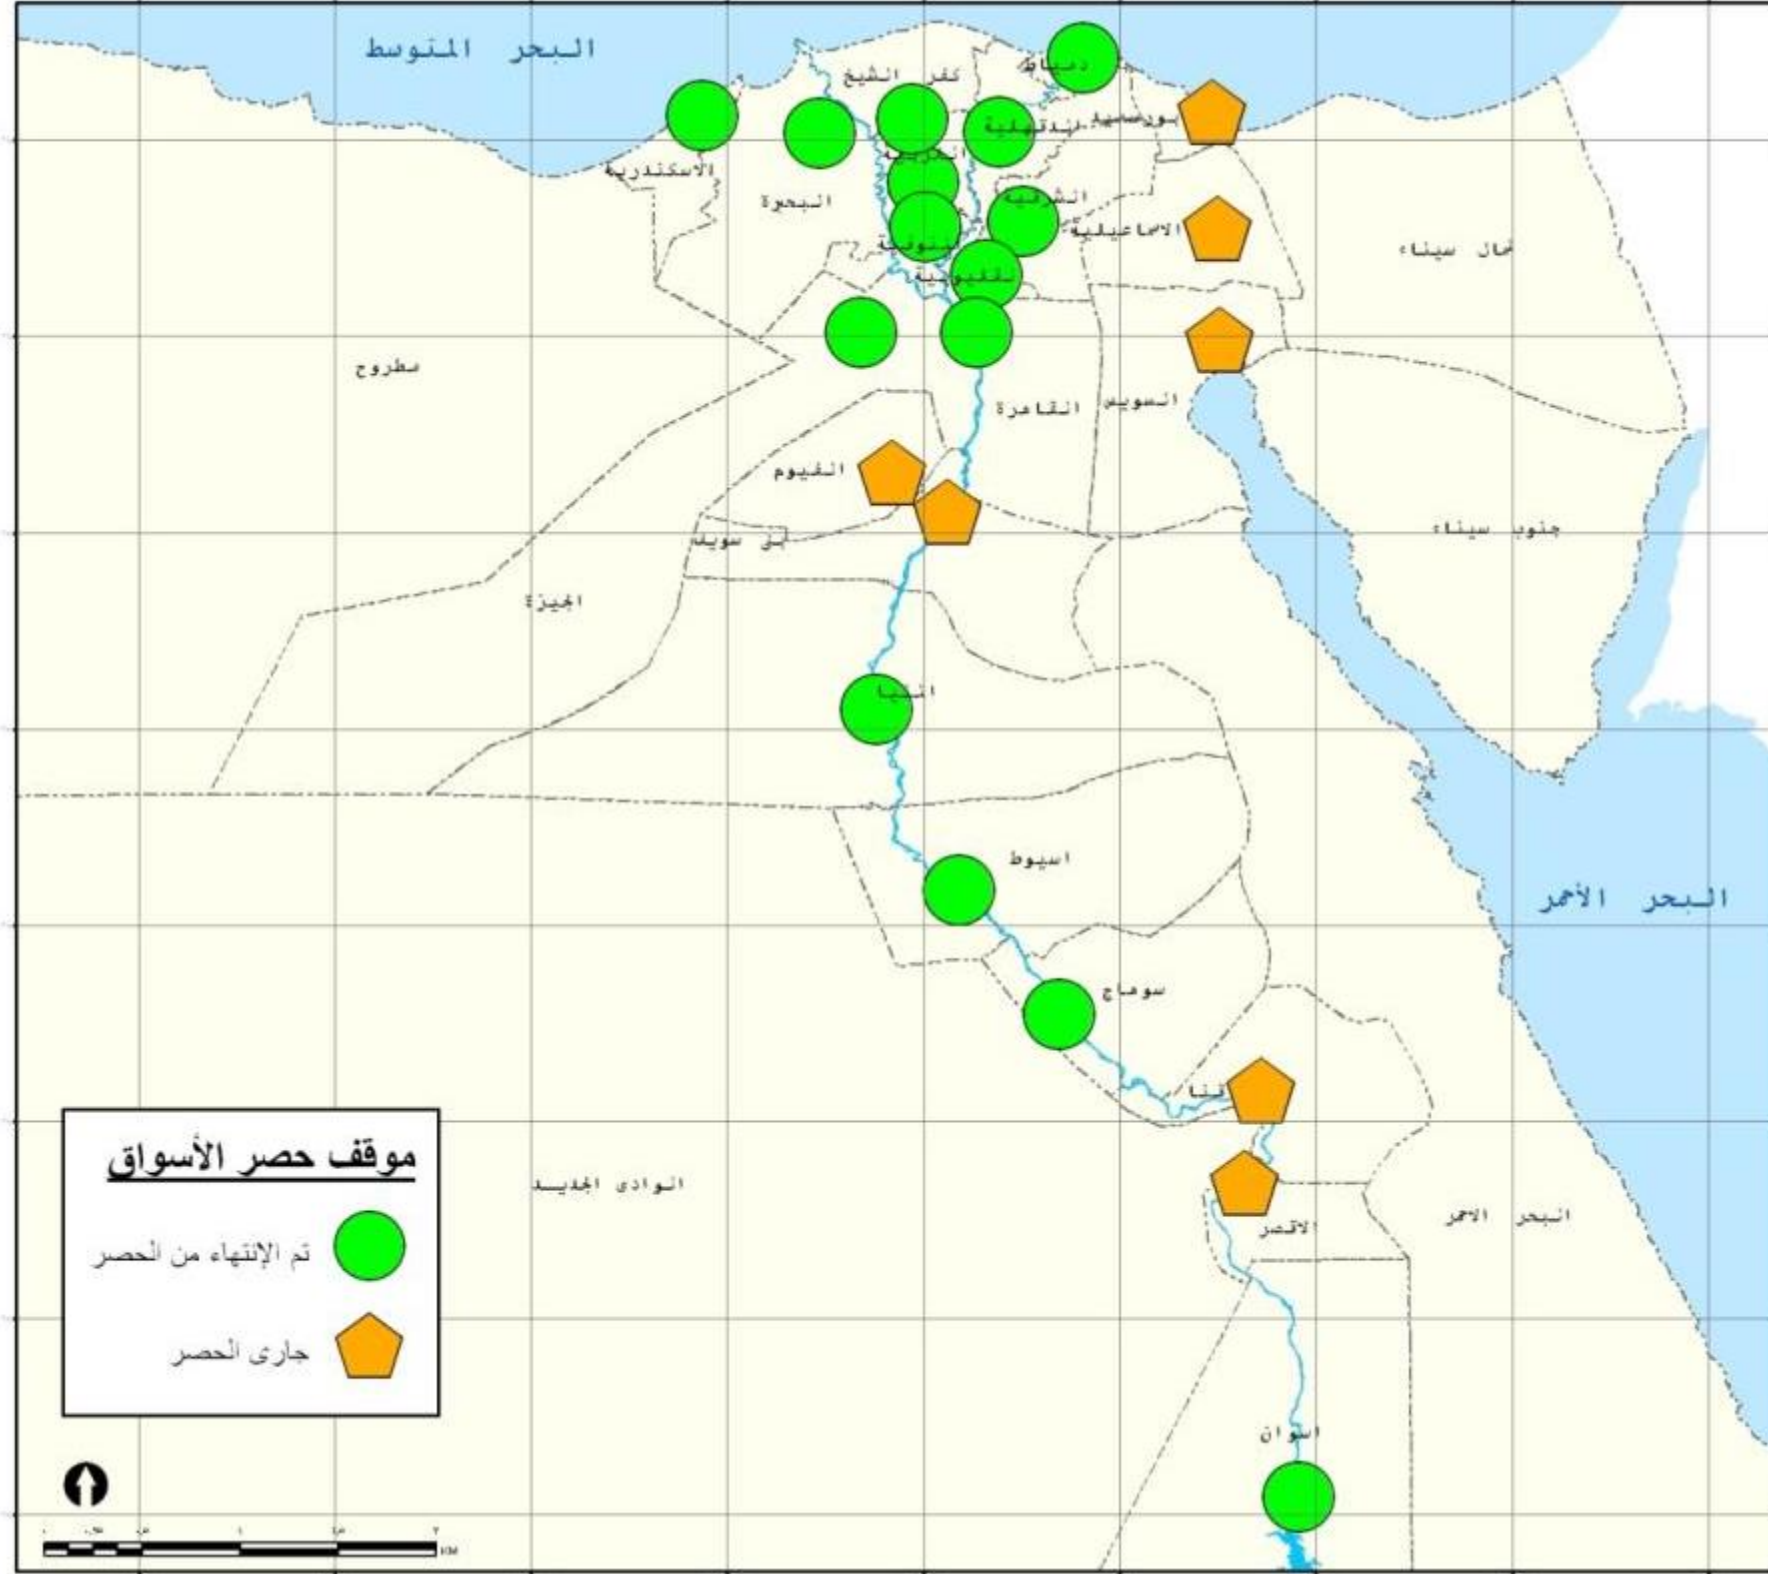 البحر المتوسط
دمياط
كفر الشيخ
بورسعيد
الدقهلية
الغربية
الاسكندرية
البحيرة
الشرقية
الاسماعيلية
شمال سيناء
المنوفية
القليوبية
مطروح
القاهرة
السويس
الفيوم
جنوب سيناء
بنى سويف
الجيزة
المنيا
اسيوط
البحر الأحمر
سوهاج
قنا
الوادى الجديد
الاقصر
البحر الاحمر
اسوان
موقف حصر الأسواق
تم الإنتهاء من الحصر
جارى الحصر
KM